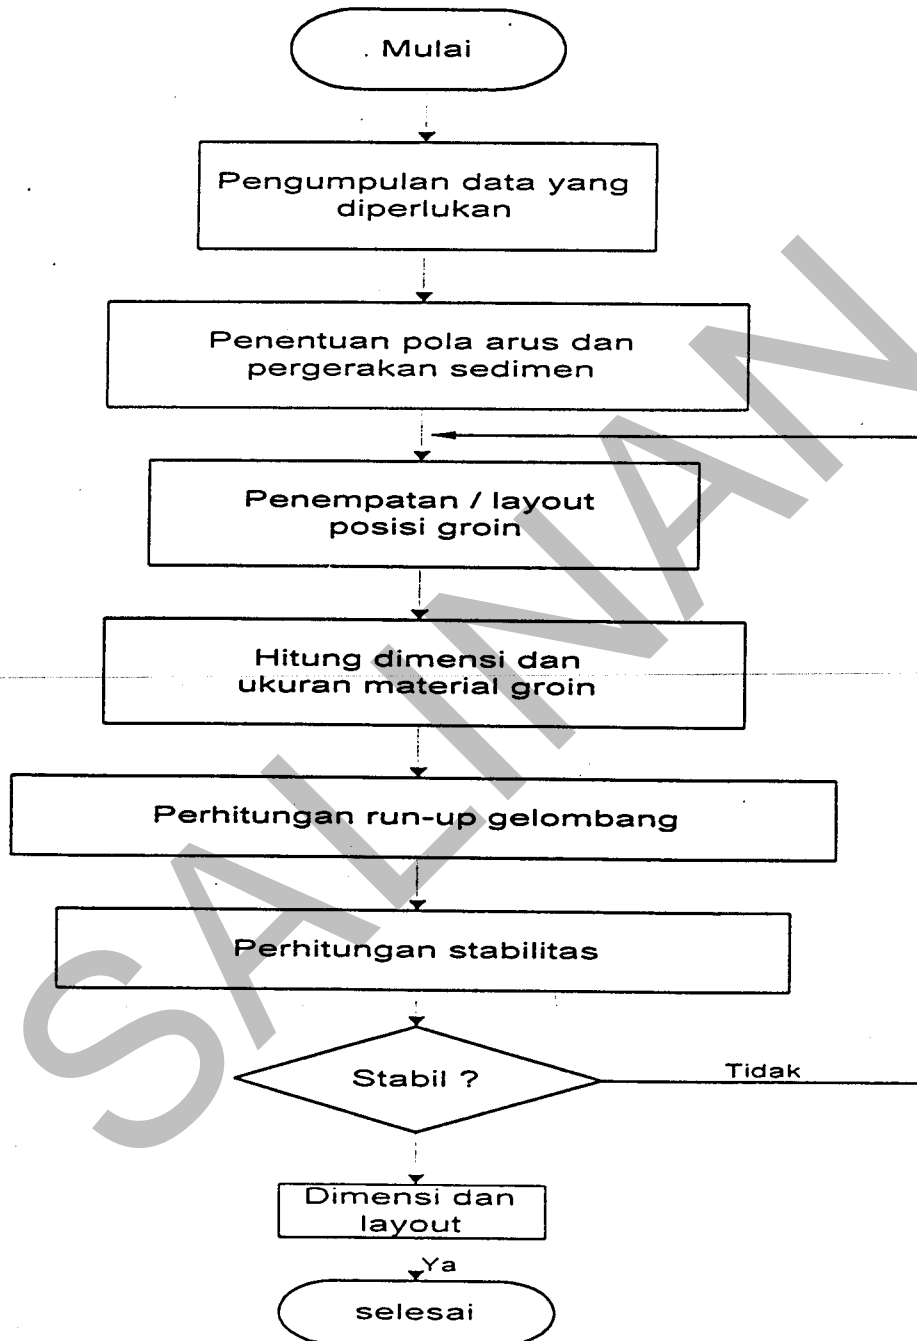 Mulai
Pengumpulan data yang
diperlukan
Penentuan pola arus dan
pergerakan sedimen
Penempatan / layout
posisi groin
Hitung dimensi dan
ukuran material groin
Perhitungan run-up gelombang
Perhitungan stabilitas
Stabil ?
Tidak
Dimensi dan
layout
Ya
selesai
SALINAN